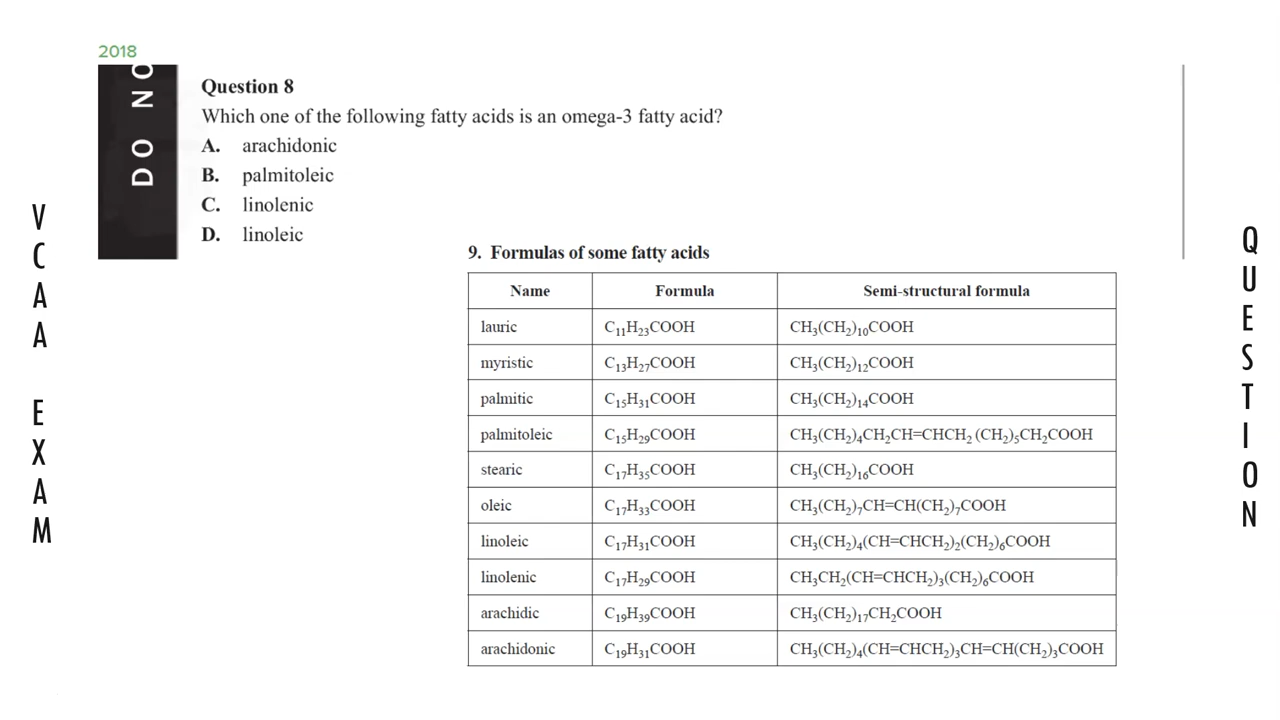 2018
DO NO
Question 8
Which one of the following fatty acids is an omega-3 fatty acid?
A. arachidonic
B. palmitoleic
C. linolenic
D. linoleic
VCAA EXAM
QUESTION
9. Formulas of some fatty acids
Name Formula Semi-structural formula
lauric C₁₁H₂₃COOH CH₃(CH₂)₁₀COOH
myristic C₁₃H₂₇COOH CH₃(CH₂)₁₂COOH
palmitic C₁₅H₃₁COOH CH₃(CH₂)₁₄COOH
palmitoleic C₁₅H₂₉COOH CH₃(CH₂)₄CH₂CH=CHCH₂ (CH₂)₅CH₂COOH
stearic C₁₇H₃₅COOH CH₃(CH₂)₁₆COOH
oleic C₁₇H₃₃COOH CH₃(CH₂)₇CH=CH(CH₂)₇COOH
linoleic C₁₇H₃₁COOH CH₃(CH₂)₄(CH=CHCH₂)₂(CH₂)₆COOH
linolenic C₁₇H₂₉COOH CH₃CH₂(CH=CHCH₂)₃(CH₂)₆COOH
arachidic C₁₉H₃₉COOH CH₃(CH₂)₁₇CH₂COOH
arachidonic C₁₉H₃₁COOH CH₃(CH₂)₄(CH=CHCH₂)₃CH=CH(CH₂)₃COOH